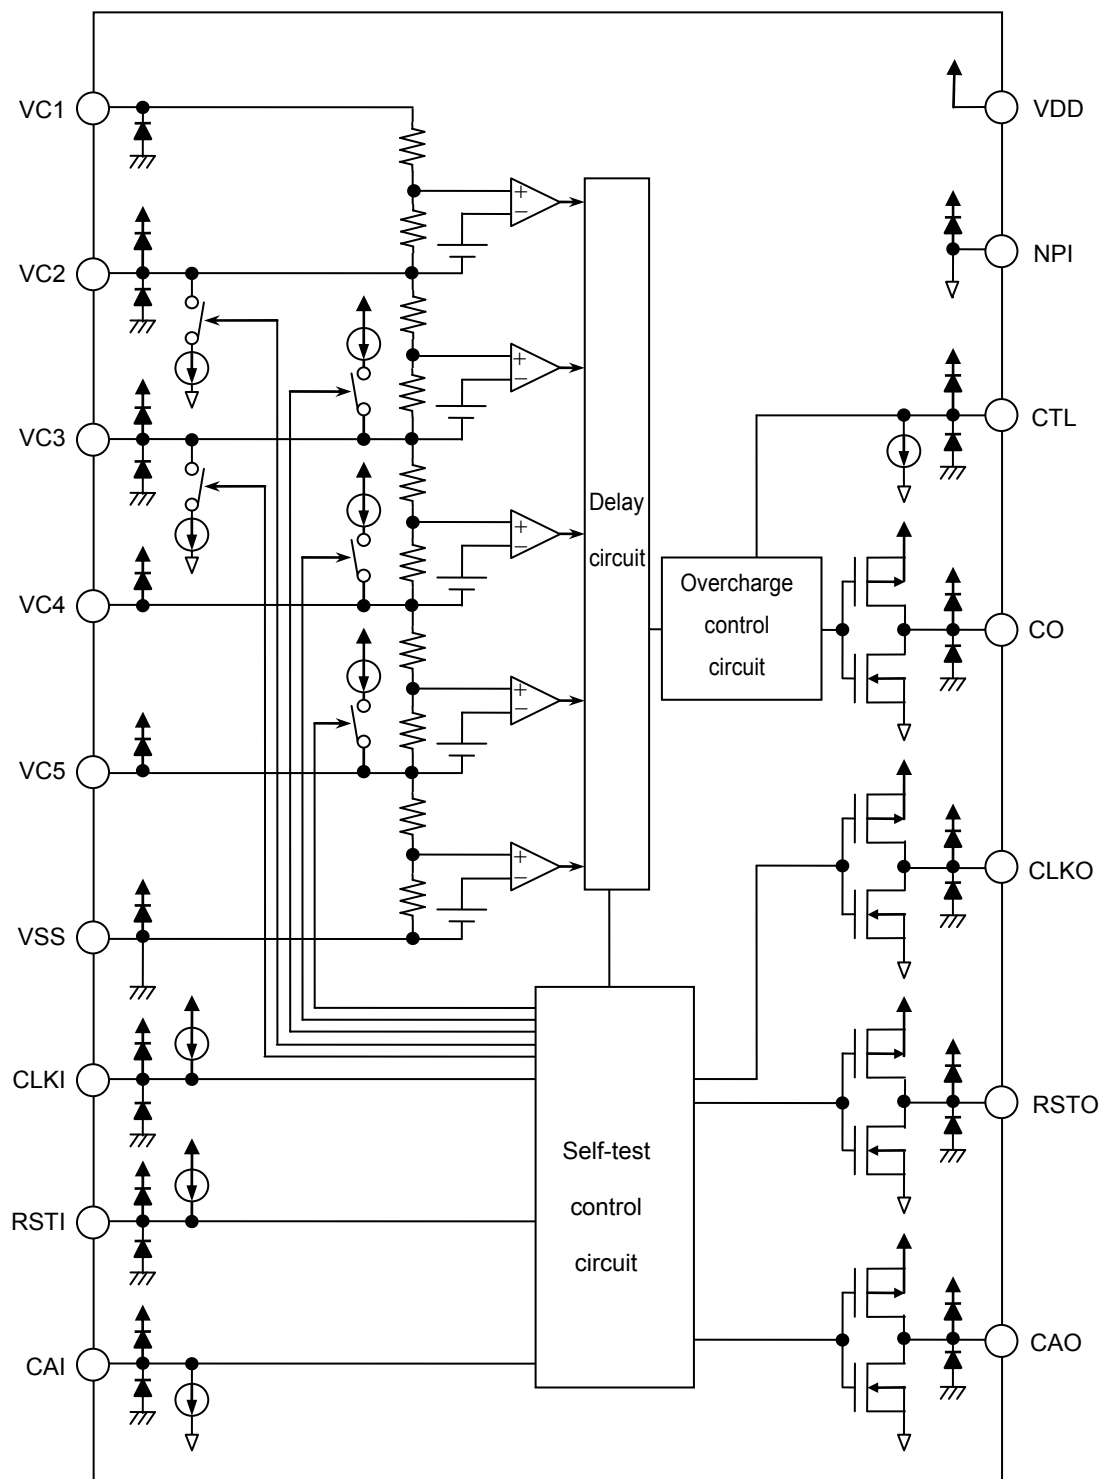 VC1
VDD
+
−
VC2
NPI
+
−
VC3
CTL
Delay
circuit
+
−
VC4
Overcharge
control
circuit
CO
+
−
VC5
CLKO
+
−
VSS
CLKI
RSTO
Self-test
control
circuit
RSTI
CAI
CAO